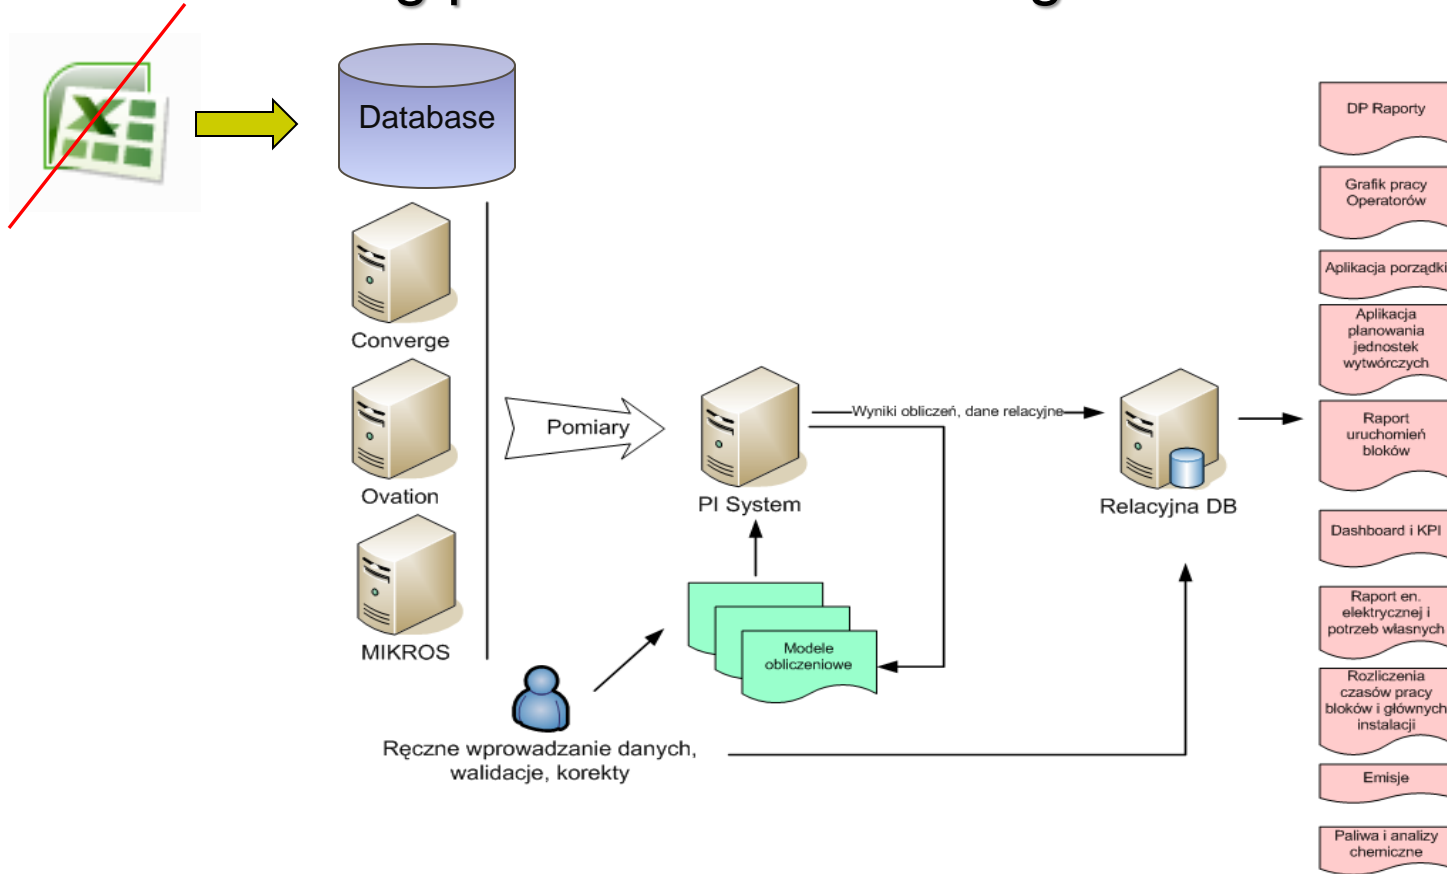 Database
Converge
Ovation
MIKROS
Pomiary
PI System
Wyniki obliczeń, dane relacyjne
Relacyjna DB
Modele
obliczeniowe
Ręczne wprowadzanie danych,
walidacje, korekty
DP Raporty
Grafik pracy
Operatorów
Aplikacja porządki
Aplikacja
planowania
jednostek
wytwórczych
Raport
uruchomień
bloków
Dashboard i KPI
Raport en.
elektrycznej i
potrzeb własnych
Rozliczenia
czasów pracy
bloków i głównych
instalacji
Emisje
Paliwa i analizy
chemiczne